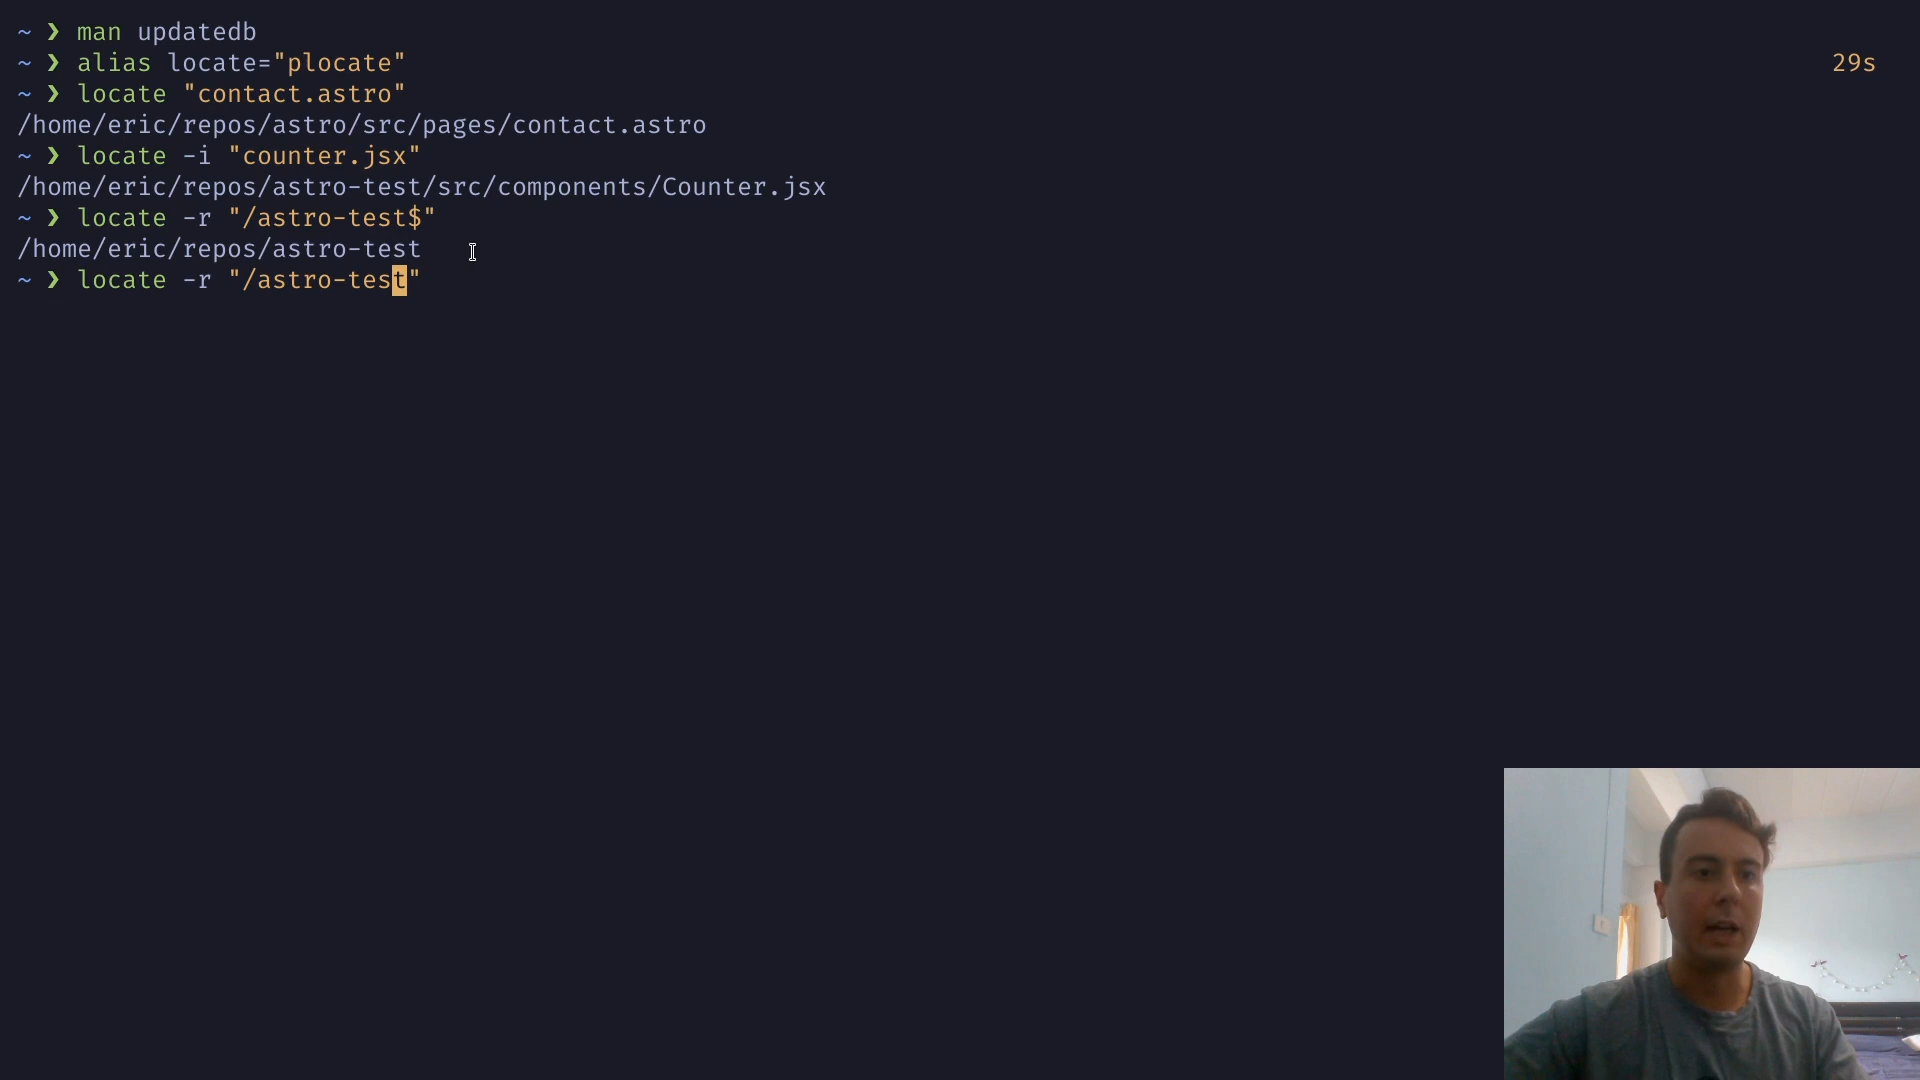 ~ ❯ man updatedb
~ ❯ alias locate="plocate" 29s
~ ❯ locate "contact.astro"
/home/eric/repos/astro/src/pages/contact.astro
~ ❯ locate -i "counter.jsx"
/home/eric/repos/astro-test/src/components/Counter.jsx
~ ❯ locate -r "/astro-test$"
/home/eric/repos/astro-test
~ ❯ locate -r "/astro-test"